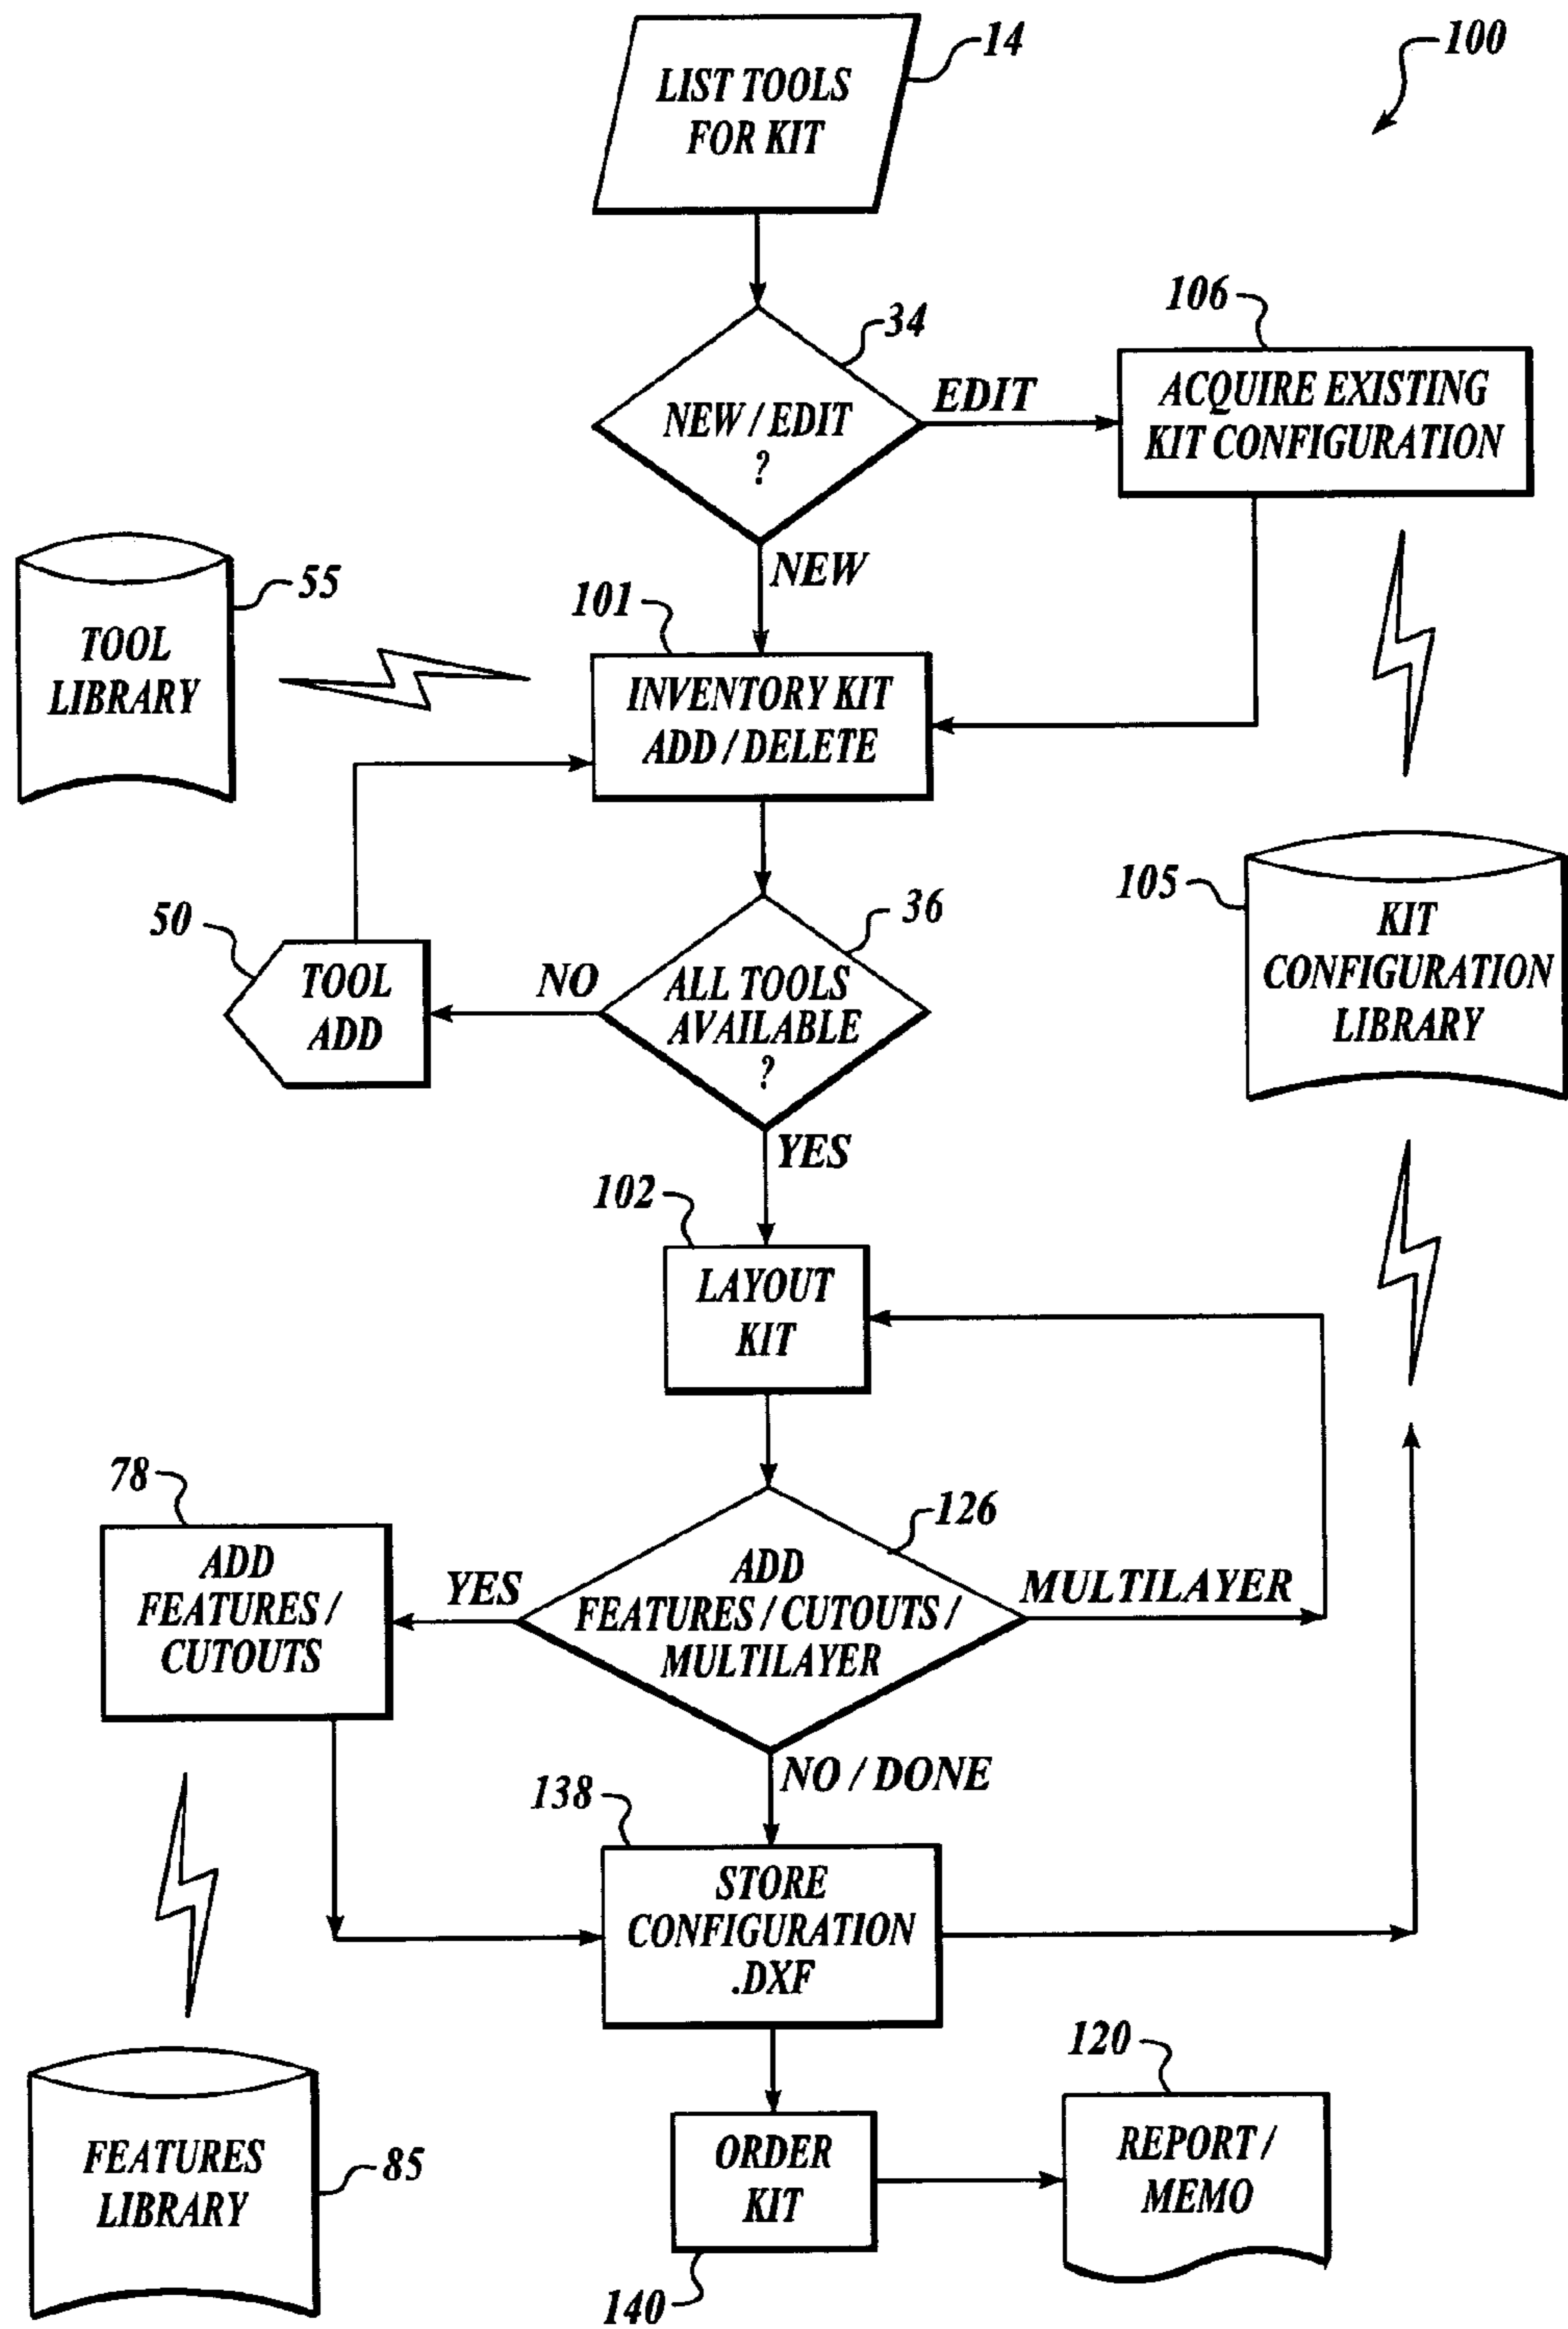 14
100
LIST TOOLS
FOR KIT
34
106
NEW / EDIT
?
EDIT
ACQUIRE EXISTING
KIT CONFIGURATION
NEW
55
TOOL
LIBRARY
101
INVENTORY KIT
ADD / DELETE
50
TOOL
ADD
NO
36
ALL TOOLS
AVAILABLE
?
105
KIT
CONFIGURATION
LIBRARY
YES
102
LAYOUT
KIT
78
ADD
FEATURES /
CUTOUTS
YES
126
ADD
FEATURES / CUTOUTS /
MULTILAYER
MULTILAYER
NO / DONE
138
STORE
CONFIGURATION
.DXF
120
FEATURES
LIBRARY
85
ORDER
KIT
REPORT /
MEMO
140